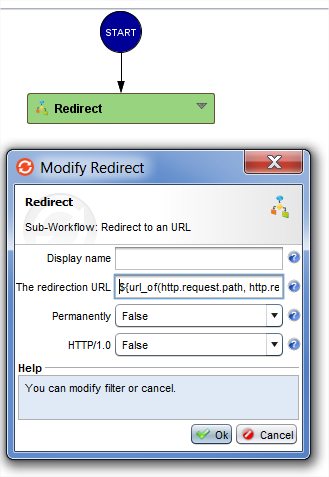 START
Redirect
Modify Redirect
Redirect
Sub-Workflow: Redirect to an URL
Display name
The redirection URL ${url_of(http.request.path, http.re
Permanently False
HTTP/1.0 False
Help
You can modify filter or cancel.
Ok Cancel